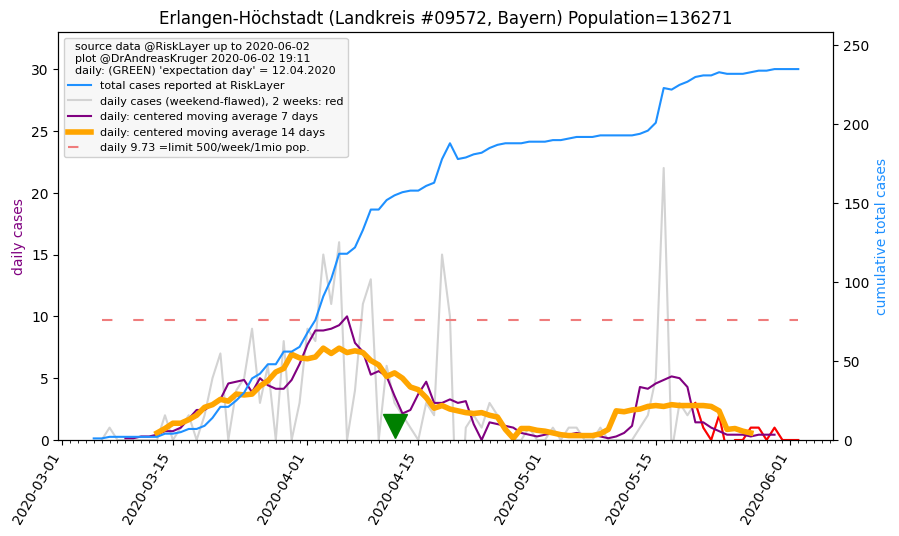 Erlangen-Höchstadt (Landkreis #09572, Bayern) Population=136271
source data @RiskLayer up to 2020-06-02
plot @DrAndreasKruger 2020-06-02 19:11
daily: (GREEN) 'expectation day' = 12.04.2020
total cases reported at RiskLayer
daily cases (weekend-flawed), 2 weeks: red
daily: centered moving average 7 days
daily: centered moving average 14 days
daily 9.73 =limit 500/week/1mio pop.
daily cases
30
25
20
15
10
5
0
cumulative total cases
250
200
150
100
50
0
2020-03-01
2020-03-15
2020-04-01
2020-04-15
2020-05-01
2020-05-15
2020-06-01